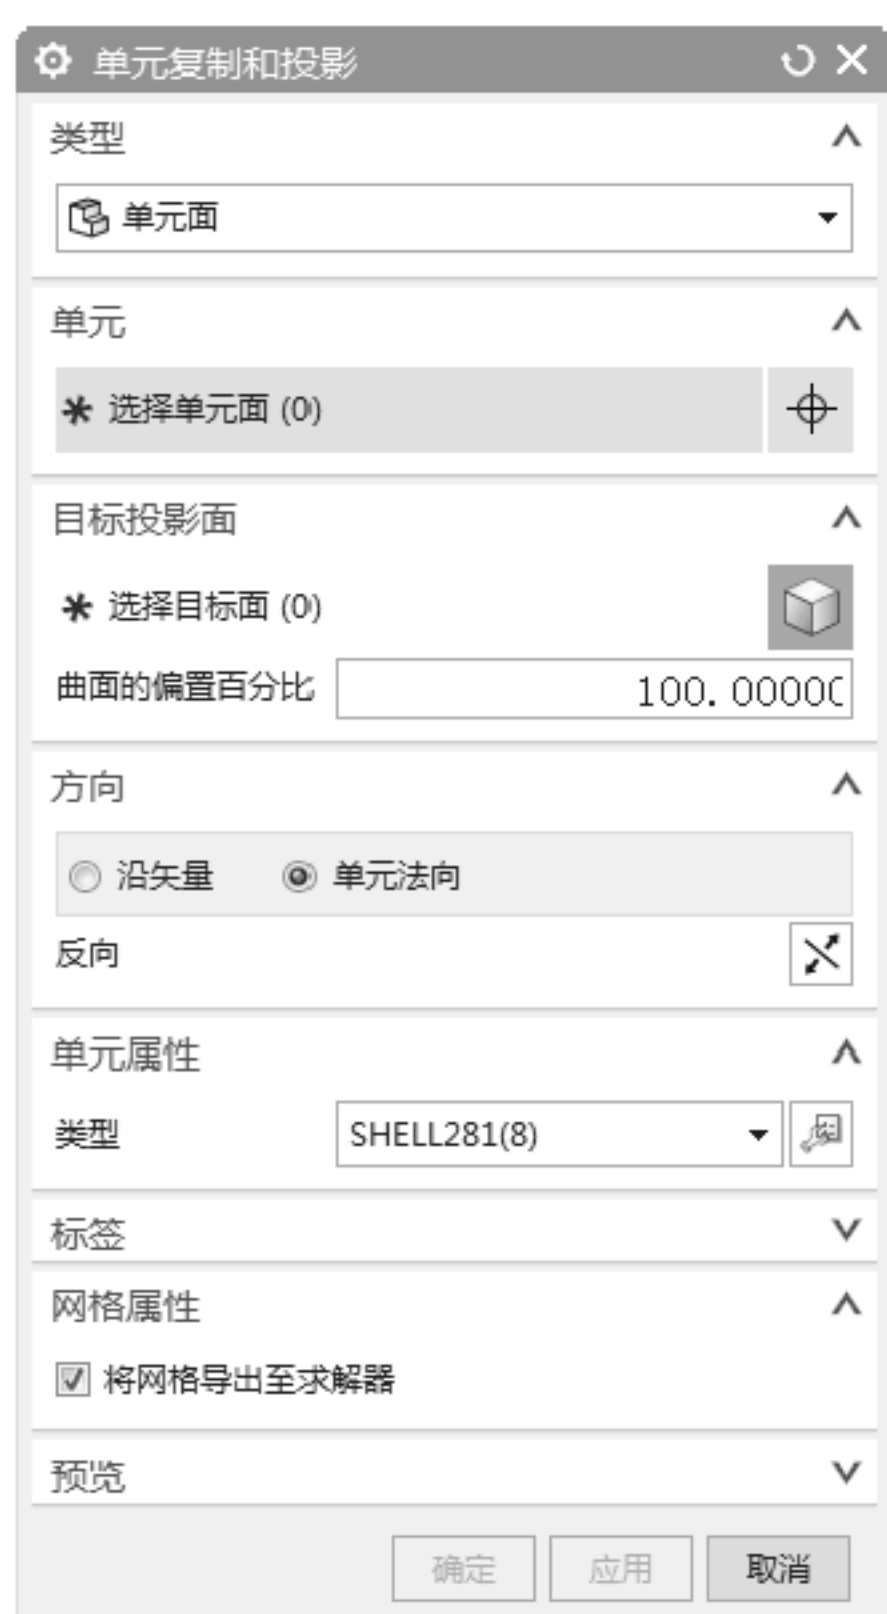 单元复制和投影
类型
单元面
单元
* 选择单元面 (0)
目标投影面
* 选择目标面 (0)
曲面的偏置百分比 100.00000
方向
沿矢量 单元法向
反向
单元属性
类型 SHELL281(8)
标签
网格属性
将网格导出至求解器
预览
确定 应用 取消